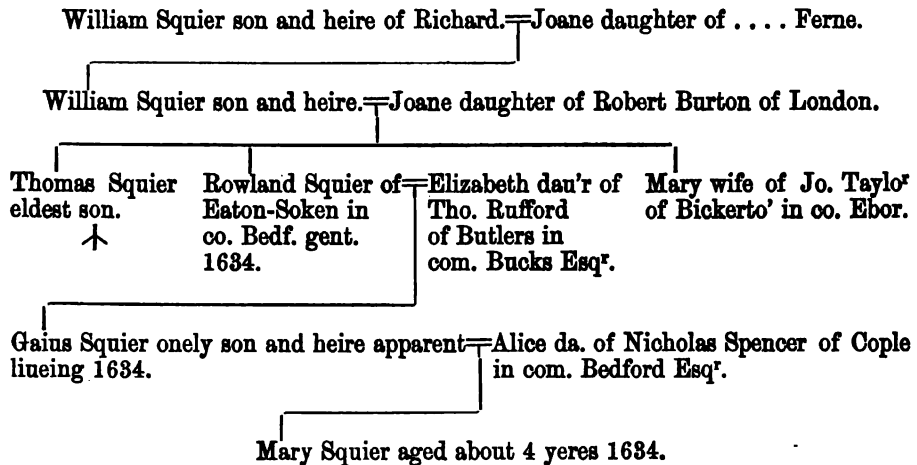 William Squier son and heire of Richard.=Joane daughter of .... Ferne.
William Squier son and heire.=Joane daughter of Robert Burton of London.
Thomas Squier
eldest son.
Rowland Squier of=Elizabeth dau'r of
Eaton-Soken in
co. Bedf. gent.
1634.
Tho. Rufford
of Butlers in
com. Bucks Esqʳ.
Mary wife of Jo. Tayloʳ
of Bickerto' in co. Ebor.
Gaius Squier onely son and heire apparent=Alice da. of Nicholas Spencer of Cople
liueing 1634.
in com. Bedford Esqʳ.
Mary Squier aged about 4 yeres 1634.